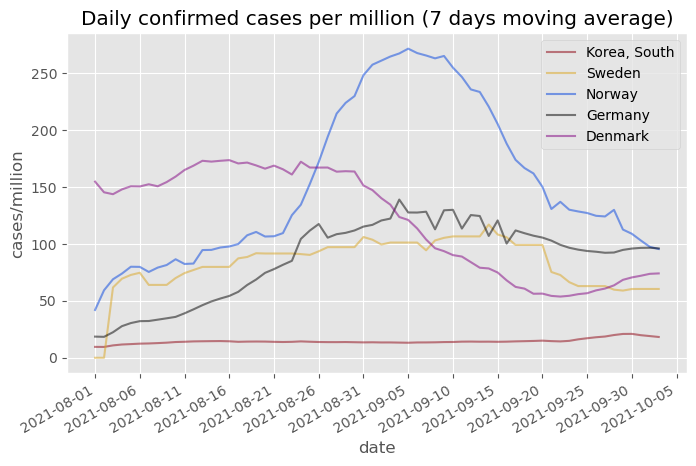 Daily confirmed cases per million (7 days moving average)
Korea, South
Sweden
Norway
Germany
Denmark
cases/million
250
200
150
100
50
0
2021-08-01
2021-08-06
2021-08-11
2021-08-16
2021-08-21
2021-08-26
2021-08-31
2021-09-05
2021-09-10
2021-09-15
2021-09-20
2021-09-25
2021-09-30
2021-10-05
date